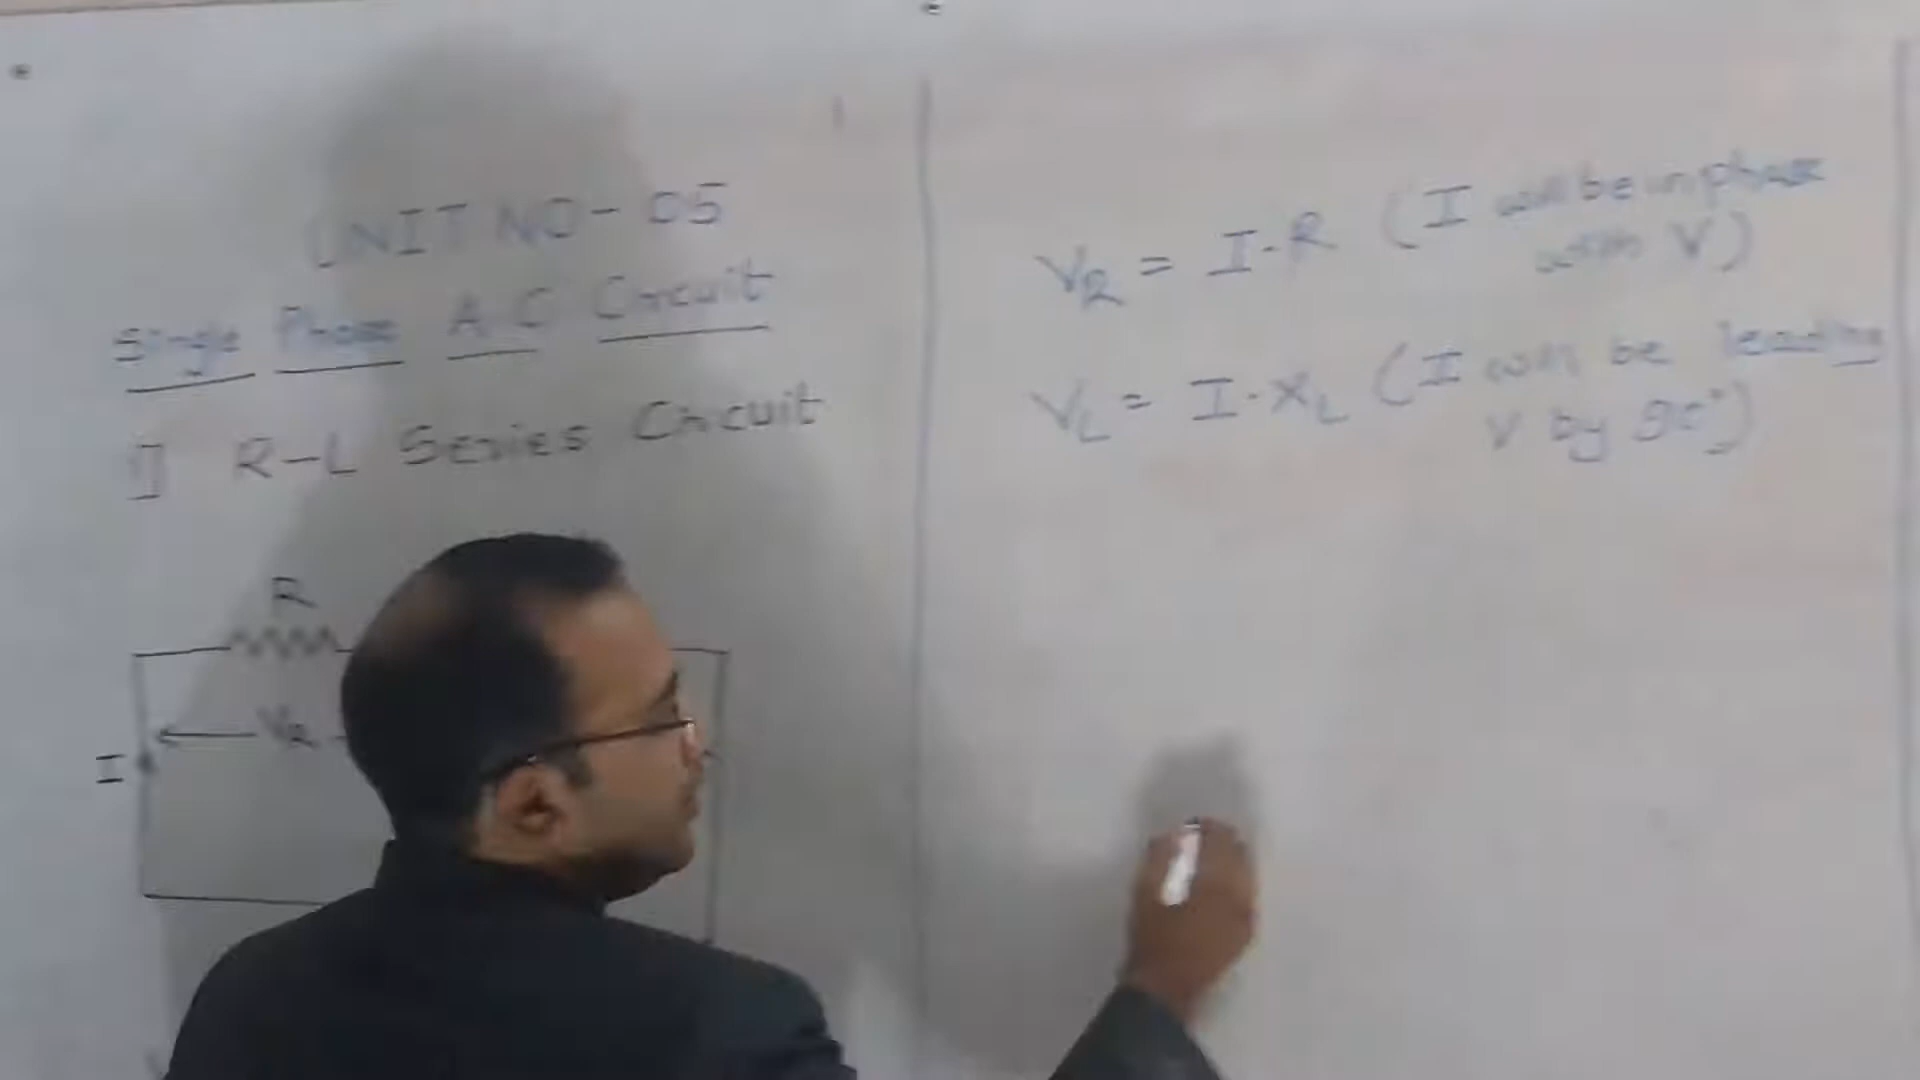 UNIT NO-05
Single Phase A.C Circuit
1] R-L Series Circuit
R
VR
I
VR = I.R (I will be in phase
with V)
VL = I.XL (I will be leading
V by 90°)